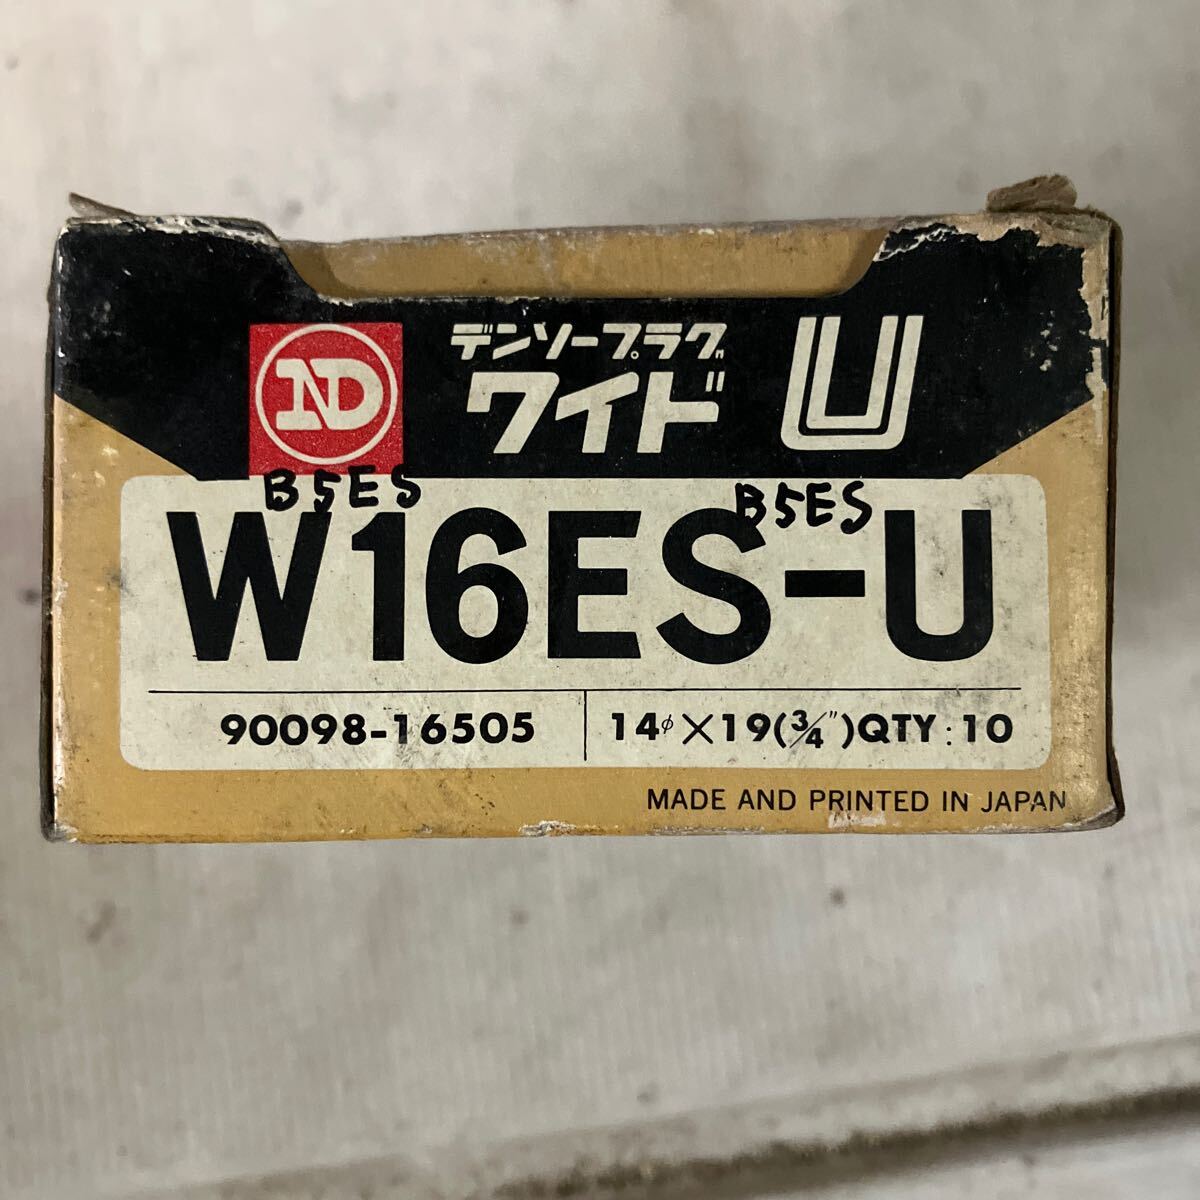 ND
デンソープラグ
ワイド U
B5ES B5ES
W16ES-U
90098-16505 14φ×19(3/4")QTY:10
MADE AND PRINTED IN JAPAN